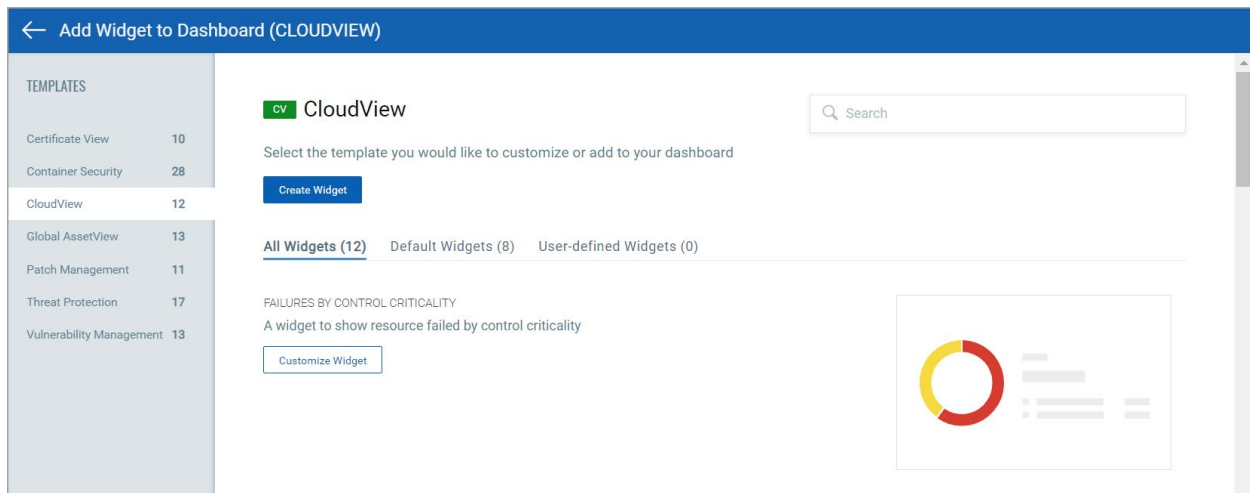 Add Widget to Dashboard (CLOUDVIEW)
TEMPLATES
Certificate View 10
Container Security 28
CloudView 12
Global AssetView 13
Patch Management 11
Threat Protection 17
Vulnerability Management 13
CV CloudView
Search
Select the template you would like to customize or add to your dashboard
Create Widget
All Widgets (12) Default Widgets (8) User-defined Widgets (0)
FAILURES BY CONTROL CRITICALITY
A widget to show resource failed by control criticality
Customize Widget